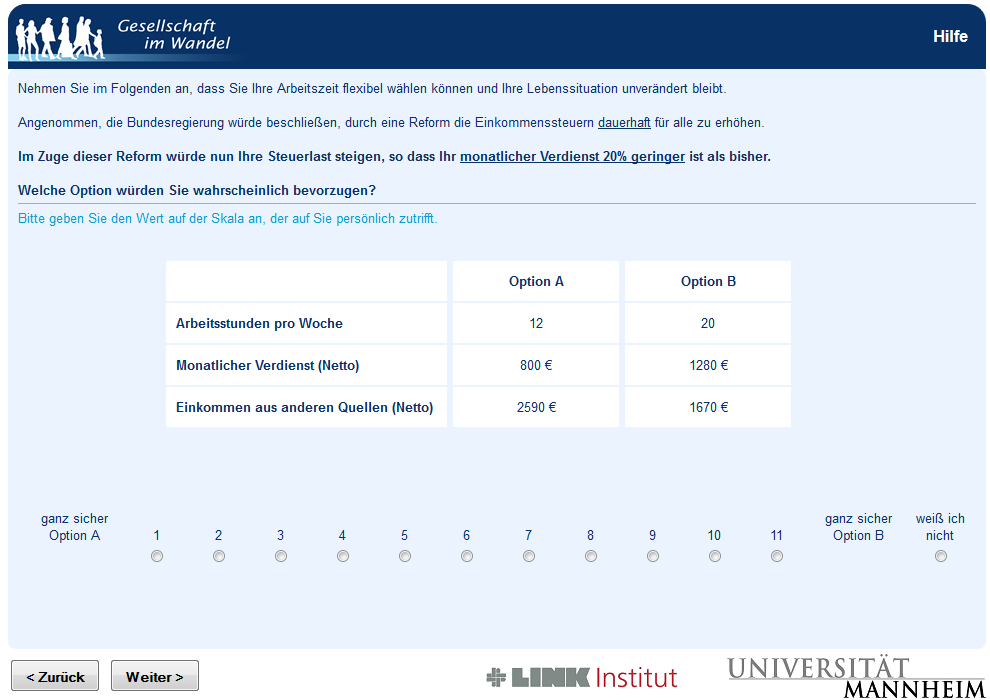 Gesellschaft
im Wandel
Hilfe
Nehmen Sie im Folgenden an, dass Sie Ihre Arbeitszeit flexibel wählen können und Ihre Lebenssituation unverändert bleibt.
Angenommen, die Bundesregierung würde beschließen, durch eine Reform die Einkommenssteuern dauerhaft für alle zu erhöhen.
Im Zuge dieser Reform würde nun Ihre Steuerlast steigen, so dass Ihr monatlicher Verdienst 20% geringer ist als bisher.
Welche Option würden Sie wahrscheinlich bevorzugen?
Bitte geben Sie den Wert auf der Skala an, der auf Sie persönlich zutrifft.
Option A Option B
Arbeitsstunden pro Woche 12 20
Monatlicher Verdienst (Netto) 800 € 1280 €
Einkommen aus anderen Quellen (Netto) 2590 € 1670 €
ganz sicher ganz sicher weiß ich
Option A 1 2 3 4 5 6 7 8 9 10 11 Option B nicht
< Zurück Weiter > LINK Institut UNIVERSITÄT
MANNHEIM